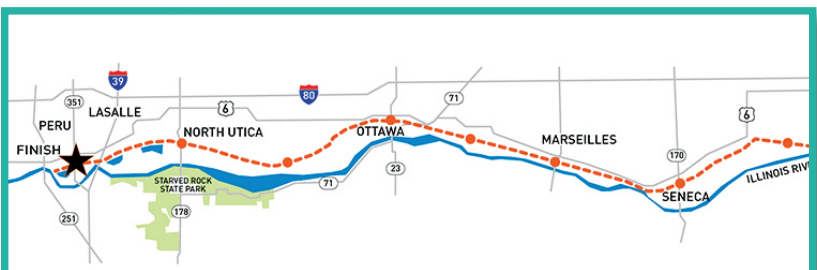 39
80
351
LASALLE
6
71
6
PERU
NORTH UTICA
OTTAWA
MARSEILLES
FINISH
170
23
STARVED ROCK
STATE PARK
71
ILLINOIS RIV
SENECA
178
251